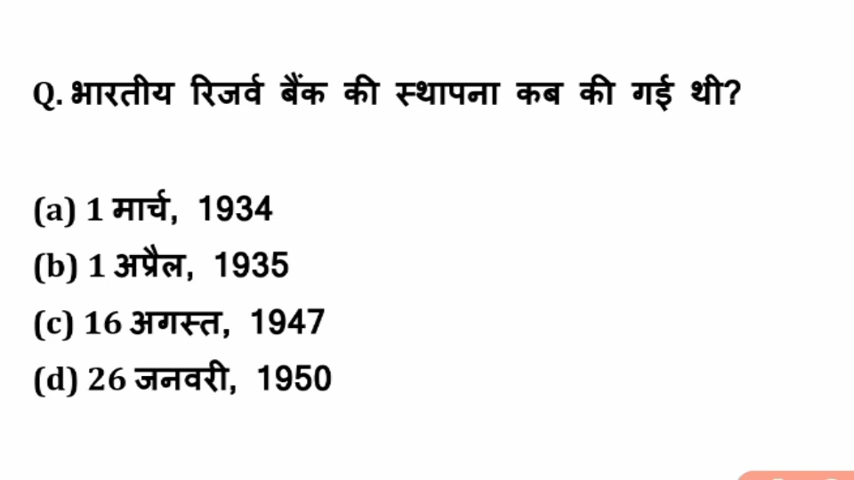 Q. भारतीय रिजर्व बैंक की स्थापना कब की गई थी?
(a) 1 मार्च, 1934
(b) 1 अप्रैल, 1935
(c) 16 अगस्त, 1947
(d) 26 जनवरी, 1950